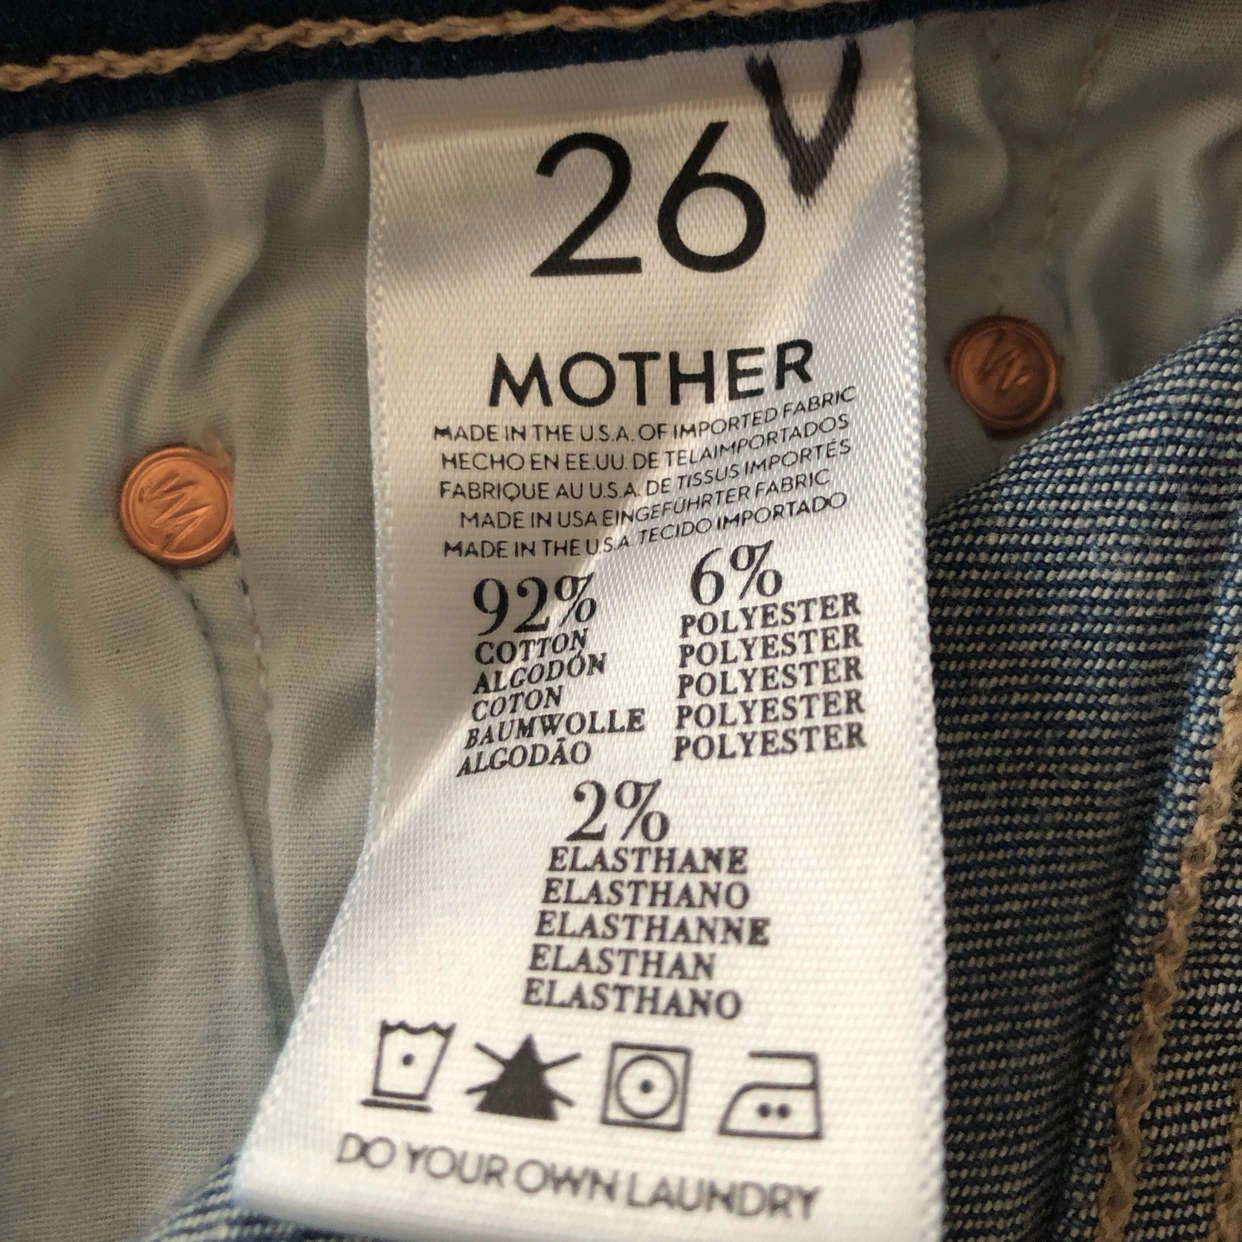 26
MOTHER
MADE IN THE U.S.A. OF IMPORTED FABRIC
HECHO EN EE.UU. DE TELAIMPORTADOS
FABRIQUE AU U.S.A. DE TISSUS IMPORTÉS
MADE IN USA EINGEFÜHRTER FABRIC
MADE IN THE U.S.A. TECIDO IMPORTADO
92%
COTTON
ALGODÓN
COTON
BAUMWOLLE
ALGODÃO
6%
POLYESTER
POLYESTER
POLYESTER
POLYESTER
POLYESTER
2%
ELASTHANE
ELASTHANO
ELASTHANNE
ELASTHAN
ELASTHANO
DO YOUR OWN LAUNDRY